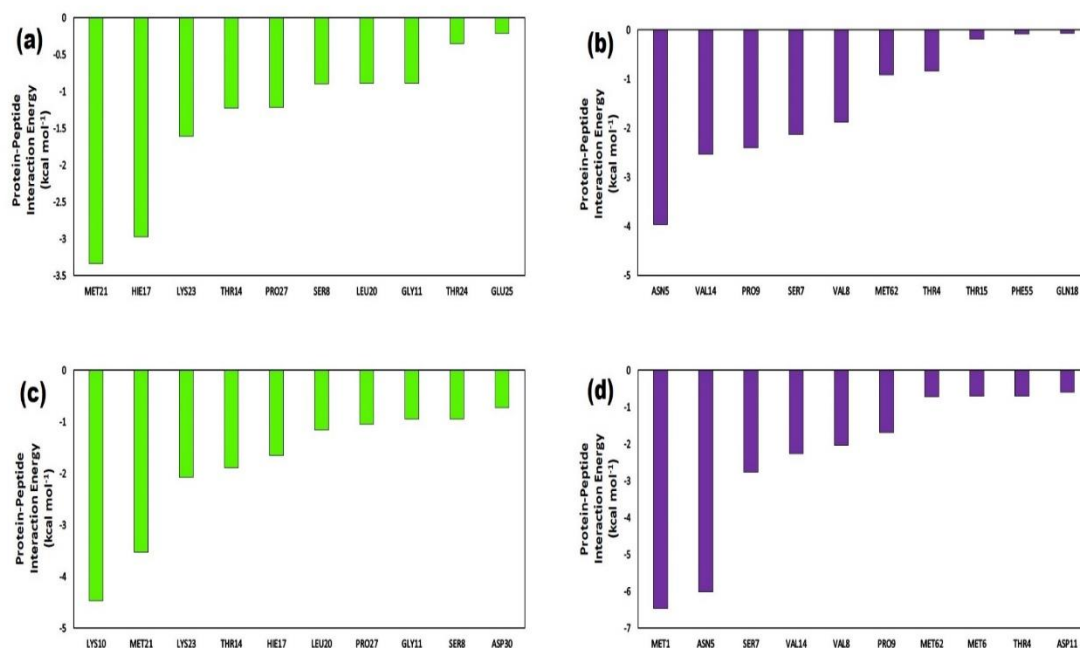 (a)
Protein-Peptide
Interaction Energy
(kcal mol⁻¹)
0
-0.5
-1
-1.5
-2
-2.5
-3
-3.5
MET21 HIE17 LYS23 THR14 PRO27 SER8 LEU20 GLY11 THR24 GLU25
(b)
Protein-Peptide
Interaction Energy
(kcal mol⁻¹)
0
-1
-2
-3
-4
-5
ASN5 VAL14 PRO9 SER7 VAL8 MET62 THR4 THR15 PHE55 GLN18
(c)
Protein-Peptide
Interaction Energy
(kcal mol⁻¹)
0
-1
-2
-3
-4
-5
LYS10 MET21 LYS23 THR14 HIE17 LEU20 PRO27 GLY11 SER8 ASP30
(d)
Protein-Peptide
Interaction Energy
(kcal mol⁻¹)
0
-1
-2
-3
-4
-5
-6
-7
MET1 ASN5 SER7 VAL14 VAL8 PRO9 MET62 MET6 THR4 ASP11